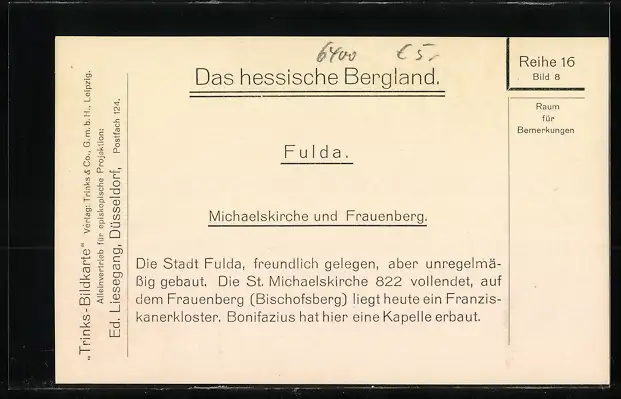 6400 € 5,-
Das hessische Bergland.
Reihe 16
Bild 8
Raum
für
Bemerkungen
Fulda.
Michaelskirche und Frauenberg.
Die Stadt Fulda, freundlich gelegen, aber unregelmä-
ßig gebaut. Die St. Michaelskirche 822 vollendet, auf
dem Frauenberg (Bischofsberg) liegt heute ein Franzis-
kanerkloster. Bonifazius hat hier eine Kapelle erbaut.
„Trinks-Bildkarte" Verlag: Trinks & Co., G.m.b.H., Leipzig.
Alleinvertrieb für episkopische Projektion:
Ed. Liesegang, Düsseldorf, Postfach 124.